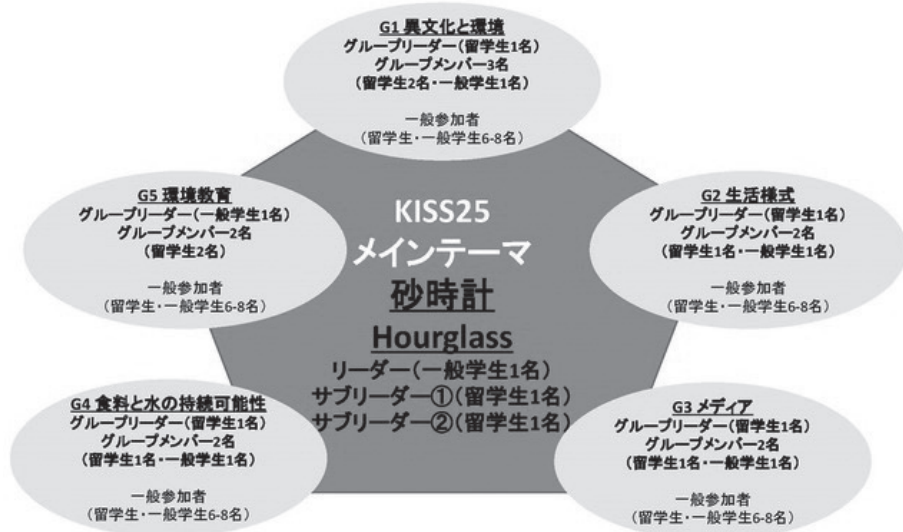 G1 異文化と環境
グループリーダー(留学生1名)
グループメンバー3名
(留学生2名・一般学生1名)
一般参加者
(留学生・一般学生6-8名)
G5 環境教育
グループリーダー(一般学生1名)
グループメンバー2名
(留学生2名)
一般参加者
(留学生・一般学生6-8名)
KISS25
メインテーマ
砂時計
Hourglass
リーダー(一般学生1名)
サブリーダー①(留学生1名)
サブリーダー②(留学生1名)
G2 生活様式
グループリーダー(留学生1名)
グループメンバー2名
(留学生1名・一般学生1名)
一般参加者
(留学生・一般学生6-8名)
G4 食料と水の持続可能性
グループリーダー(留学生1名)
グループメンバー2名
(留学生1名・一般学生1名)
一般参加者
(留学生・一般学生6-8名)
G3 メディア
グループリーダー(留学生1名)
グループメンバー2名
(留学生1名・一般学生1名)
一般参加者
(留学生・一般学生6-8名)